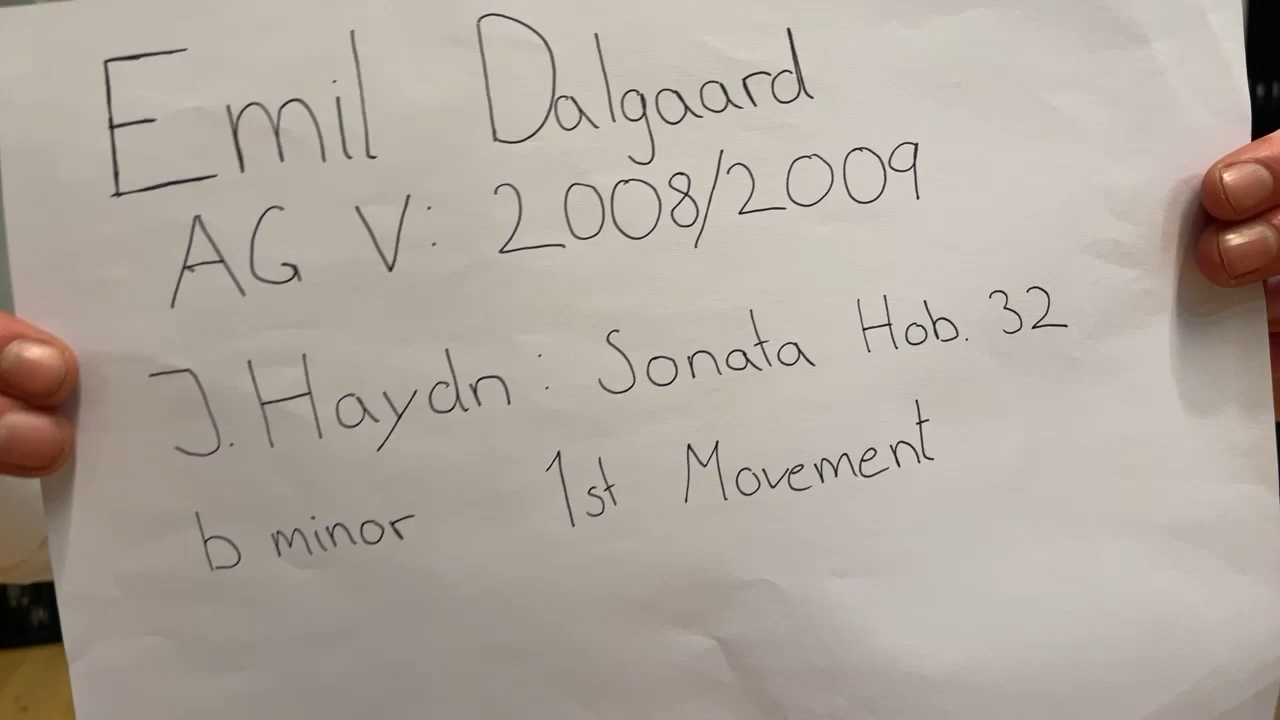 Emil Dalgaard
AG V: 2008/2009
J. Haydn: Sonata Hob. 32
b minor 1st Movement